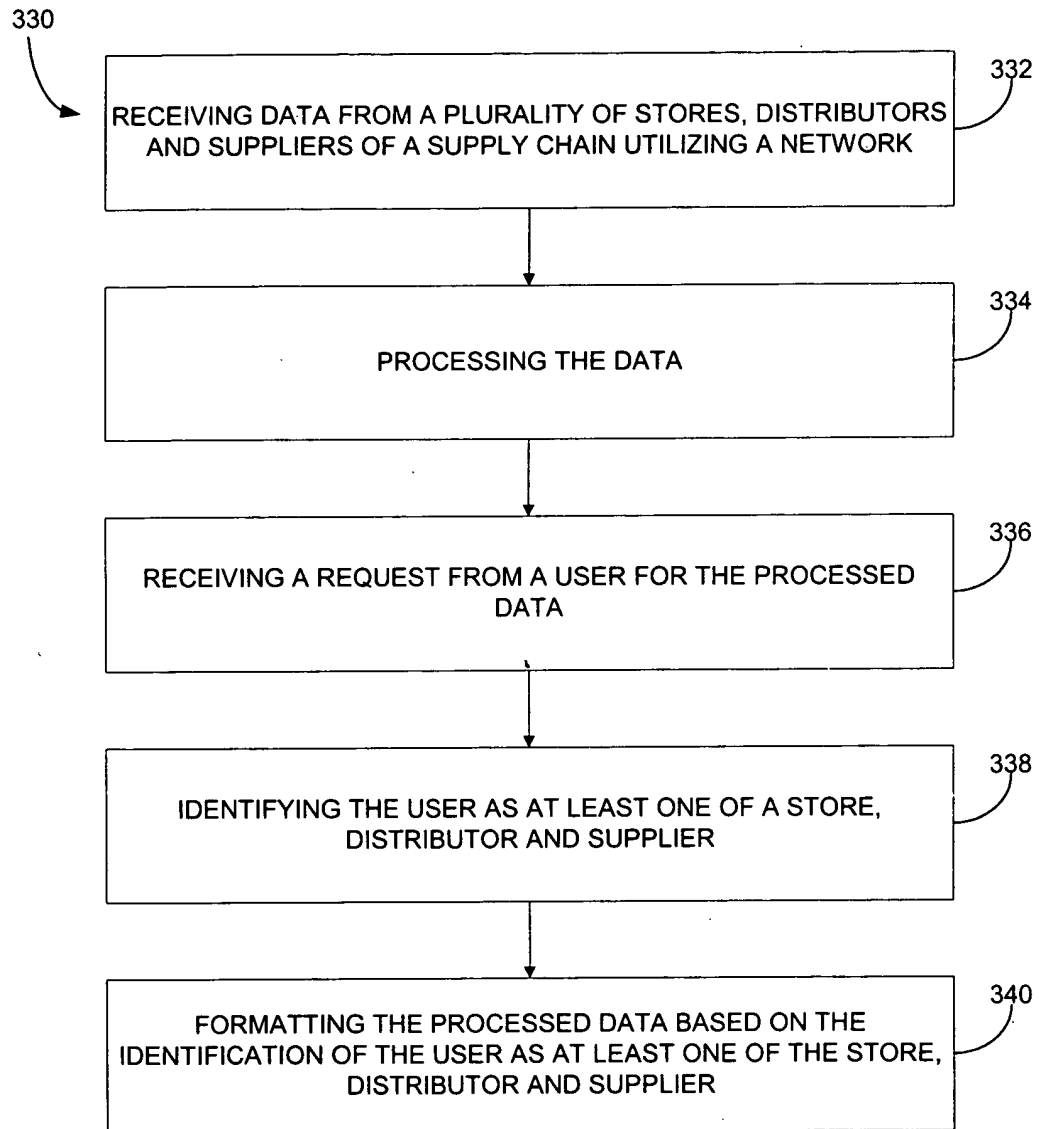 330
332
RECEIVING DATA FROM A PLURALITY OF STORES, DISTRIBUTORS
AND SUPPLIERS OF A SUPPLY CHAIN UTILIZING A NETWORK
334
PROCESSING THE DATA
336
RECEIVING A REQUEST FROM A USER FOR THE PROCESSED
DATA
338
IDENTIFYING THE USER AS AT LEAST ONE OF A STORE,
DISTRIBUTOR AND SUPPLIER
340
FORMATTING THE PROCESSED DATA BASED ON THE
IDENTIFICATION OF THE USER AS AT LEAST ONE OF THE STORE,
DISTRIBUTOR AND SUPPLIER